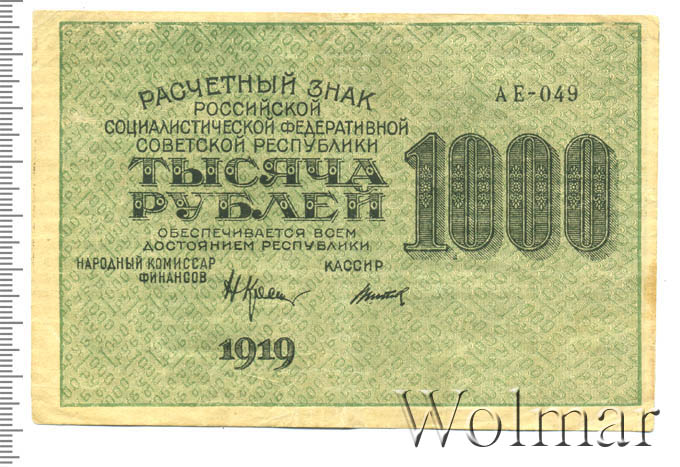 РАСЧЕТНЫЙ ЗНАК
РОССИЙСКОЙ
СОЦИАЛИСТИЧЕСКОЙ ФЕДЕРАТИВНОЙ
СОВЕТСКОЙ РЕСПУБЛИКИ
ТЫСЯЧА
РУБЛЕЙ
ОБЕСПЕЧИВАЕТСЯ ВСЕМ
ДОСТОЯНИЕМ РЕСПУБЛИКИ
НАРОДНЫЙ КОМИССАР
ФИНАНСОВ
КАССИР
1919
АЕ-049
1000
Wolmar